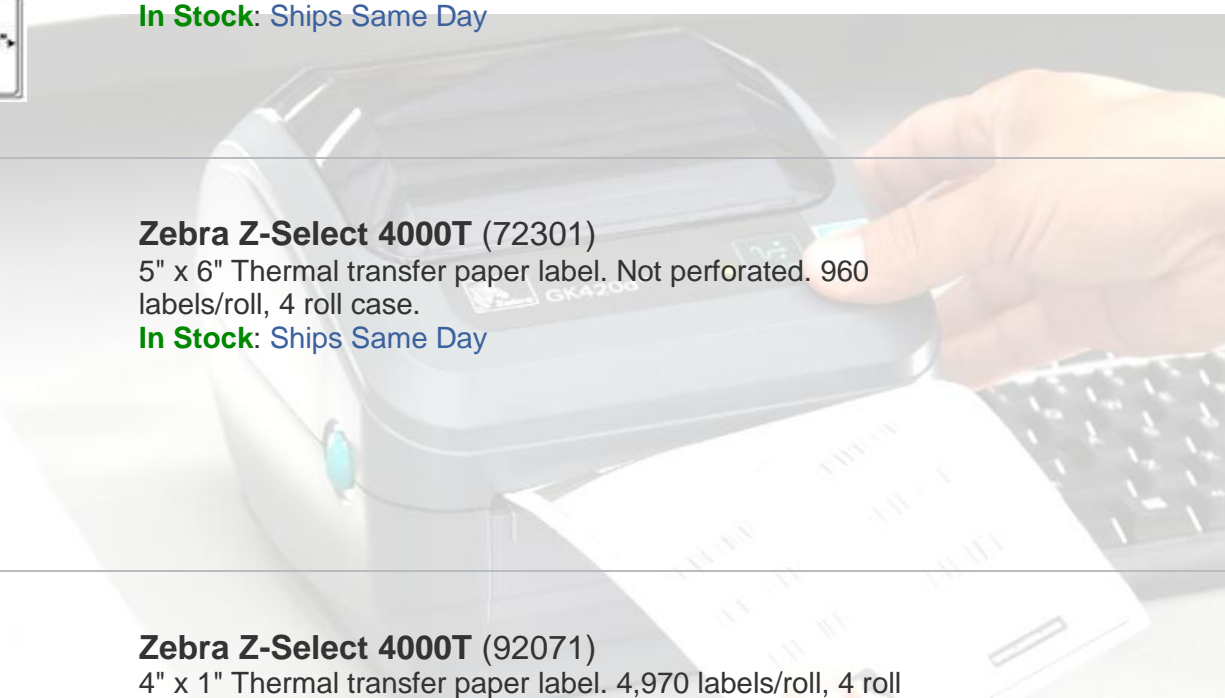 In Stock: Ships Same Day
Zebra Z-Select 4000T (72301)
5" x 6" Thermal transfer paper label. Not perforated. 960
labels/roll, 4 roll case.
Zebra GK420d
In Stock: Ships Same Day
Zebra Z-Select 4000T (92071)
4" x 1" Thermal transfer paper label. 4,970 labels/roll, 4 roll